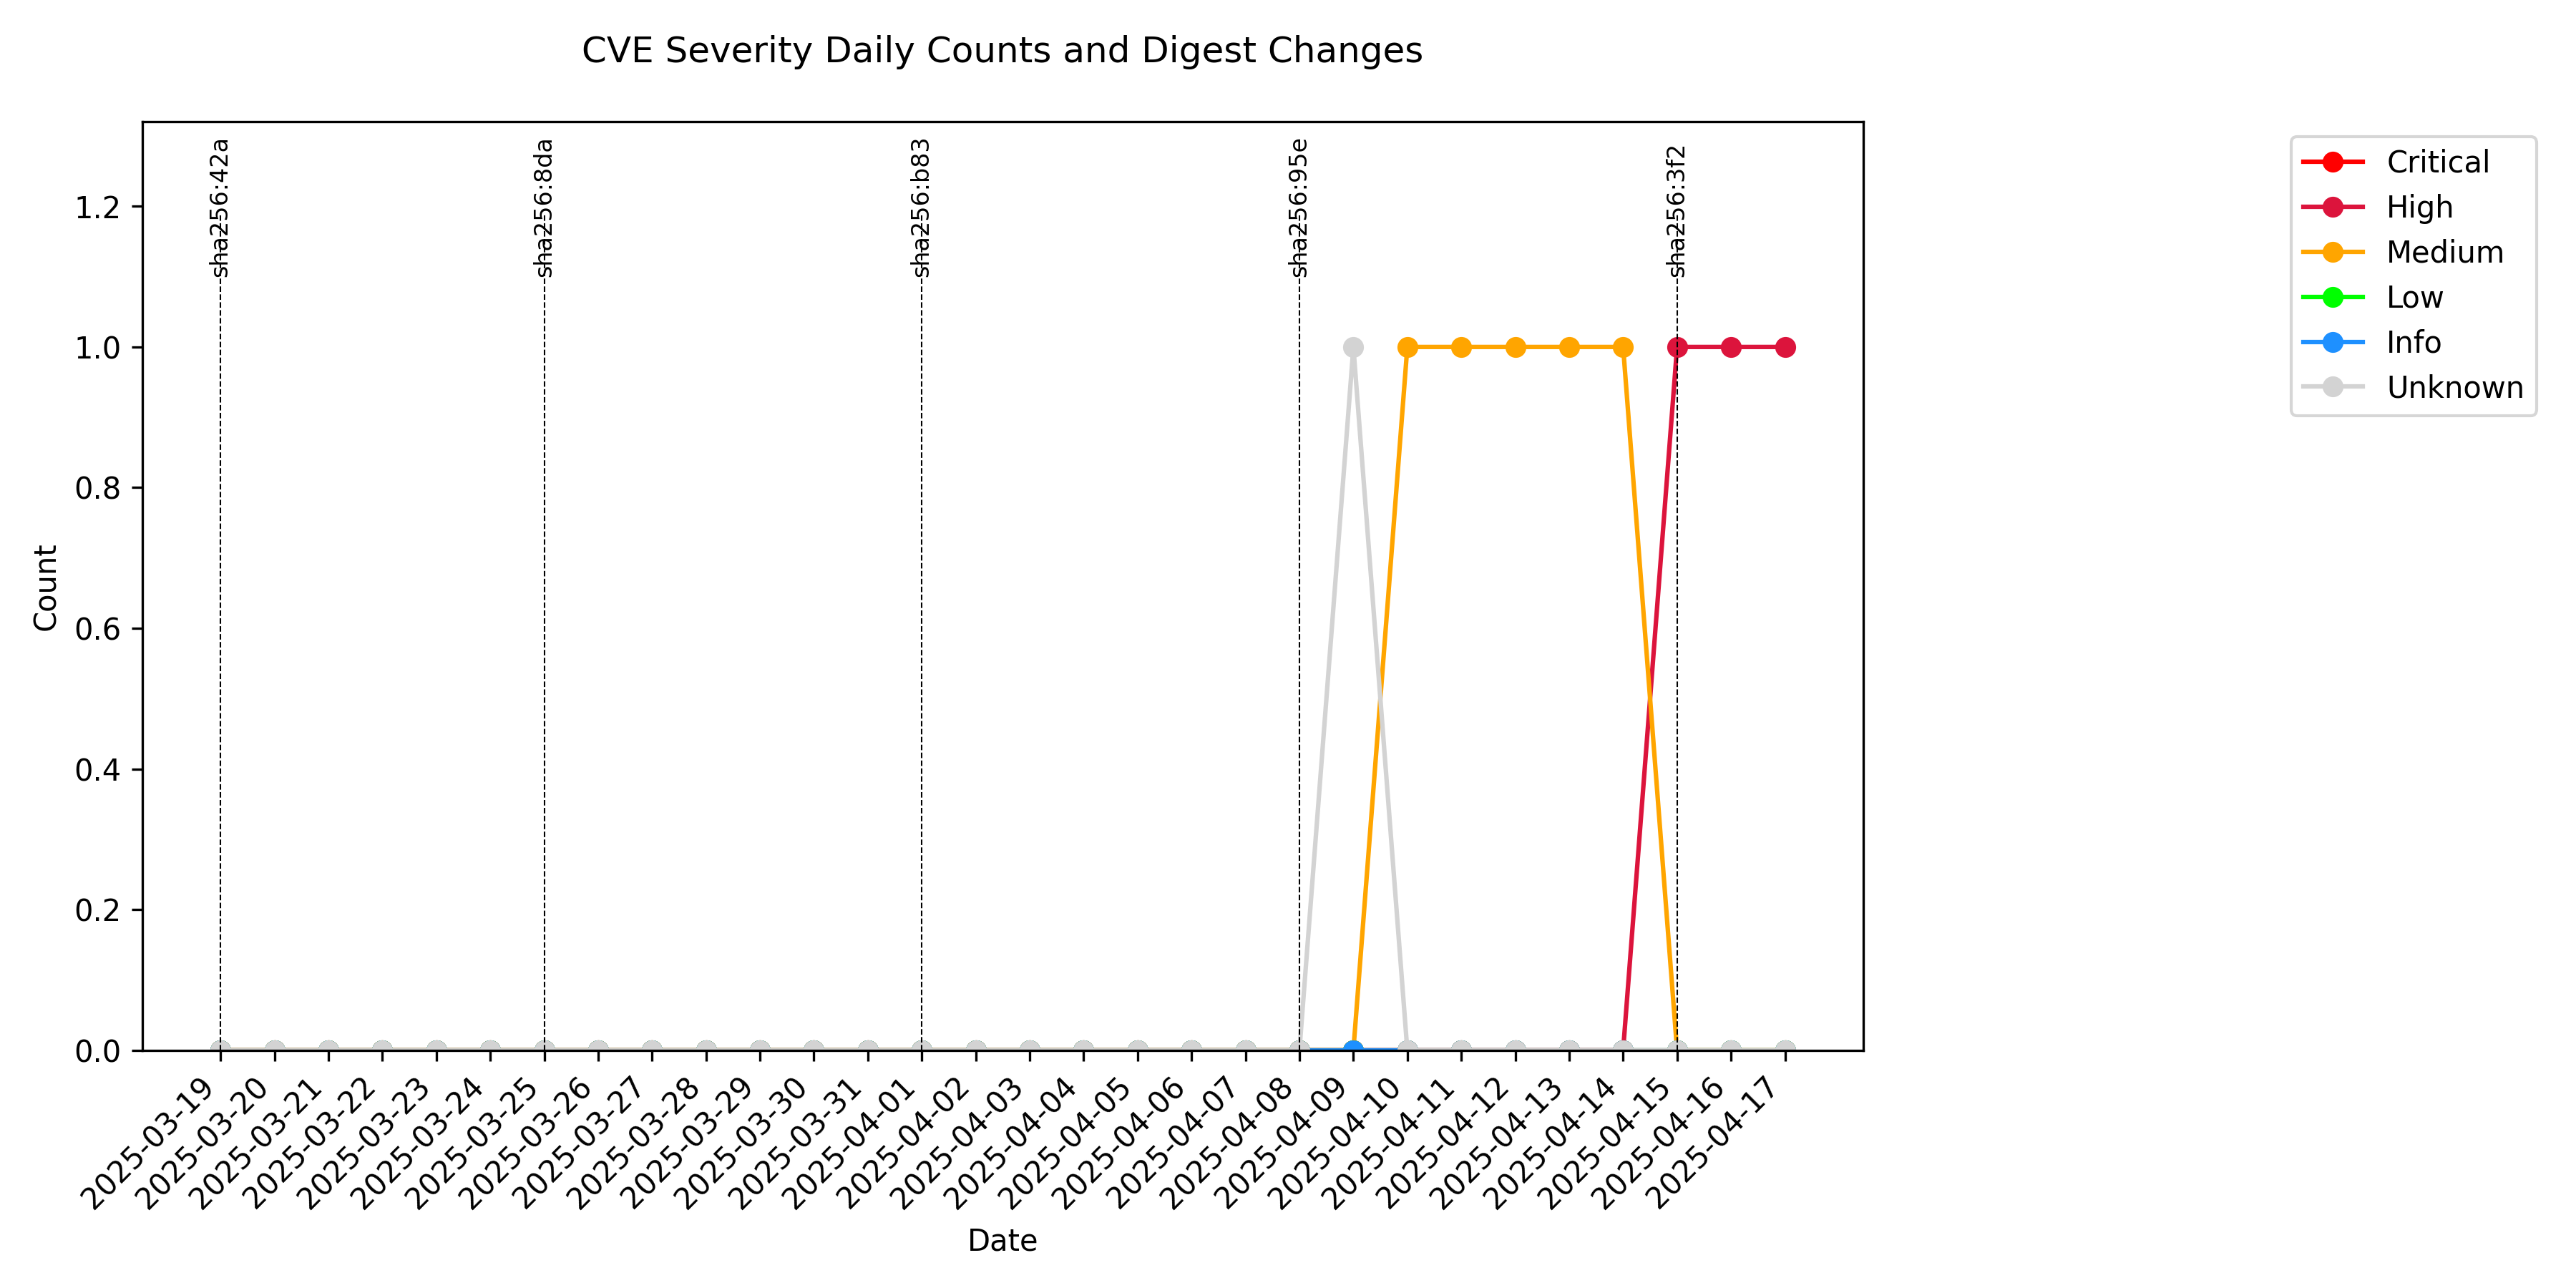 CVE Severity Daily Counts and Digest Changes
sha256:42a
sha256:8da
sha256:b83
sha256:95e
sha256:3f2
Critical
High
Medium
Low
Info
Unknown
1.2
1.0
0.8
0.6
0.4
0.2
0.0
Count
2025-03-19
2025-03-20
2025-03-21
2025-03-22
2025-03-23
2025-03-24
2025-03-25
2025-03-26
2025-03-27
2025-03-28
2025-03-29
2025-03-30
2025-03-31
2025-04-01
2025-04-02
2025-04-03
2025-04-04
2025-04-05
2025-04-06
2025-04-07
2025-04-08
2025-04-09
2025-04-10
2025-04-11
2025-04-12
2025-04-13
2025-04-14
2025-04-15
2025-04-16
2025-04-17
Date